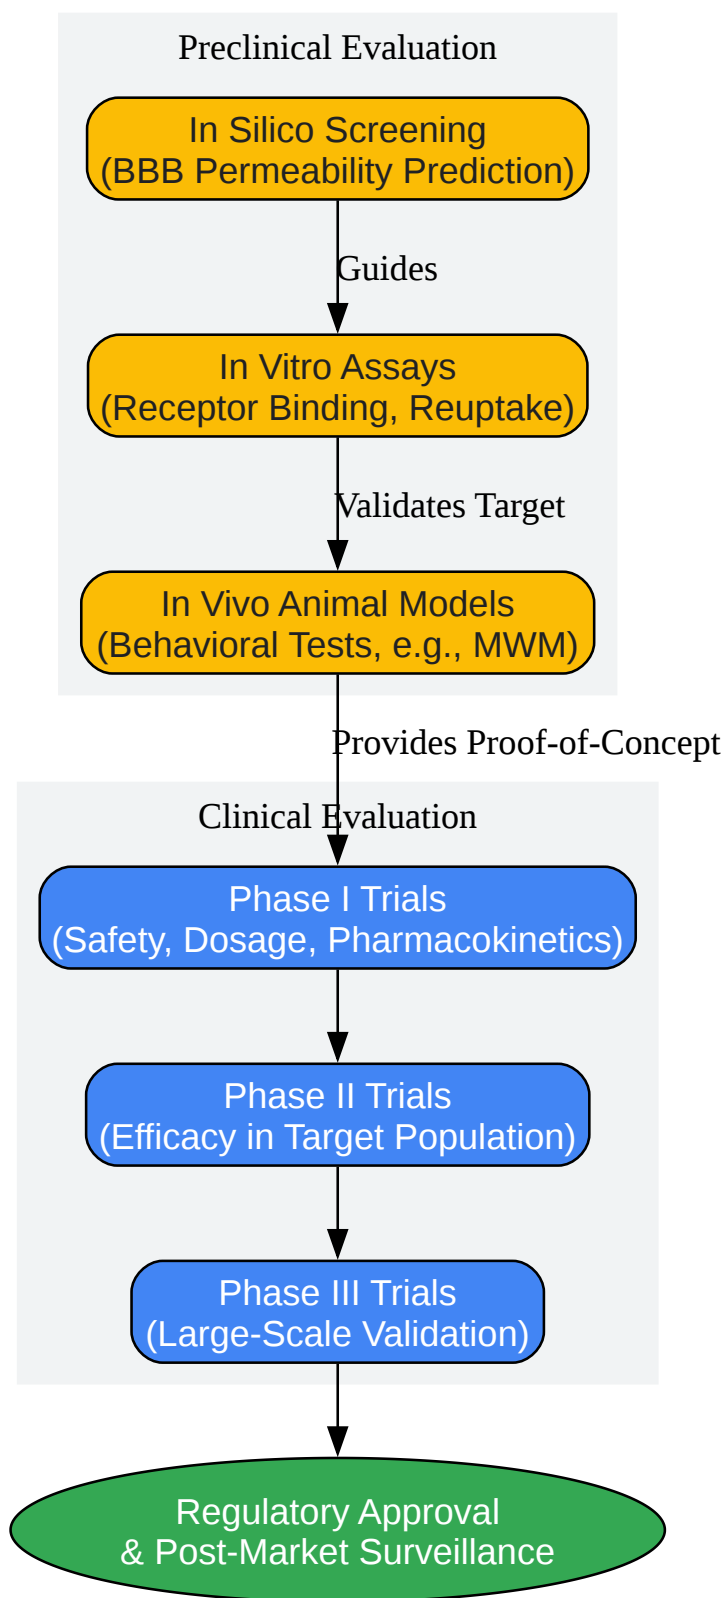 Preclinical Evaluation
In Silico Screening
(BBB Permeability Prediction)
Guides
In Vitro Assays
(Receptor Binding, Reuptake)
Validates Target
In Vivo Animal Models
(Behavioral Tests, e.g., MWM)
Provides Proof-of-Concept
Clinical Evaluation
Phase I Trials
(Safety, Dosage, Pharmacokinetics)
Phase II Trials
(Efficacy in Target Population)
Phase III Trials
(Large-Scale Validation)
Regulatory Approval
& Post-Market Surveillance